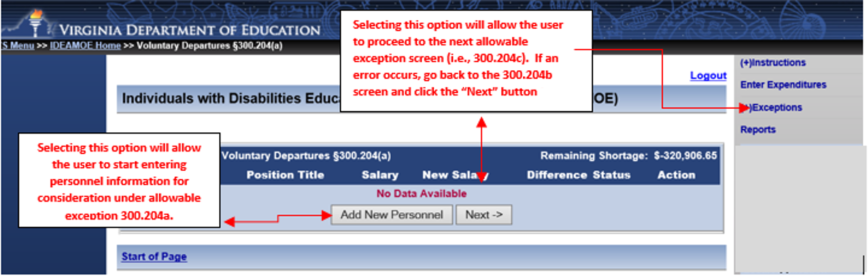 VIRGINIA DEPARTMENT OF EDUCATION
S Menu >> IDEAMOE Home >> Voluntary Departures §300.204(a)
Selecting this option will allow the user
to proceed to the next allowable
exception screen (i.e., 300.204c). If an
error occurs, go back to the 300.204b
screen and click the “Next” button
(+)Instructions
Enter Expenditures
)Exceptions
Reports
Logout
Individuals with Disabilities Educ OE)
Selecting this option will allow
the user to start entering
personnel information for
consideration under allowable
exception 300.204a.
Voluntary Departures §300.204(a) Remaining Shortage: $-320,906.65
Position Title Salary New Salary Difference Status Action
No Data Available
Add New Personnel Next ->
Start of Page